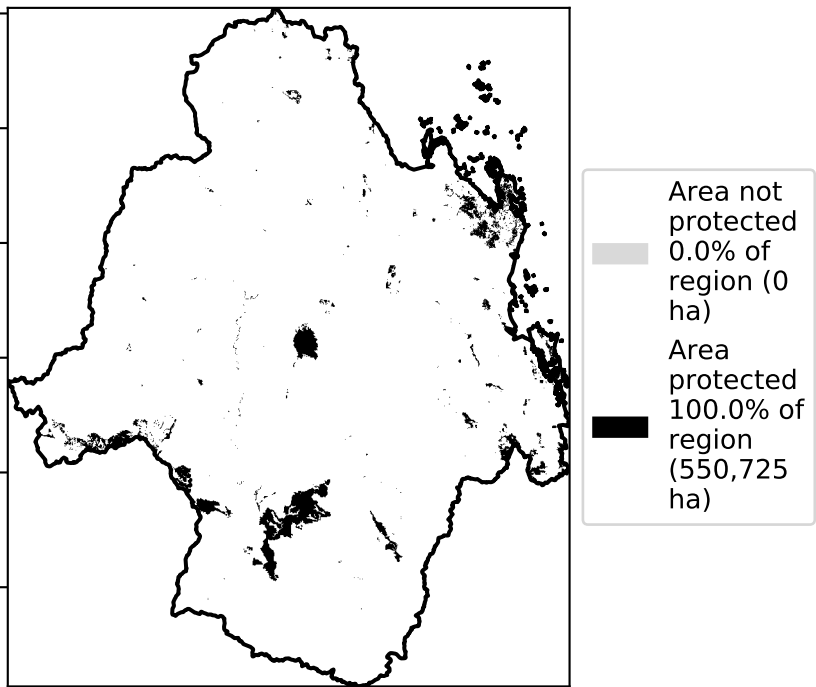 Area not
protected
0.0% of
region (0
ha)
Area
protected
100.0% of
region
(550,725
ha)